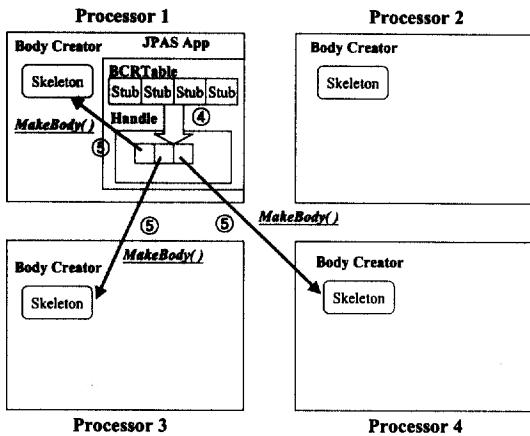 Processor 1
Processor 2
JPAS App
Body Creator
Skeleton
BCRTable
Stub Stub Stub Stub
Handle
④
MakeBody( )
⑤
Body Creator
Skeleton
⑤
⑤
MakeBody( )
MakeBody( )
Body Creator
Skeleton
Body Creator
Skeleton
Processor 3
Processor 4